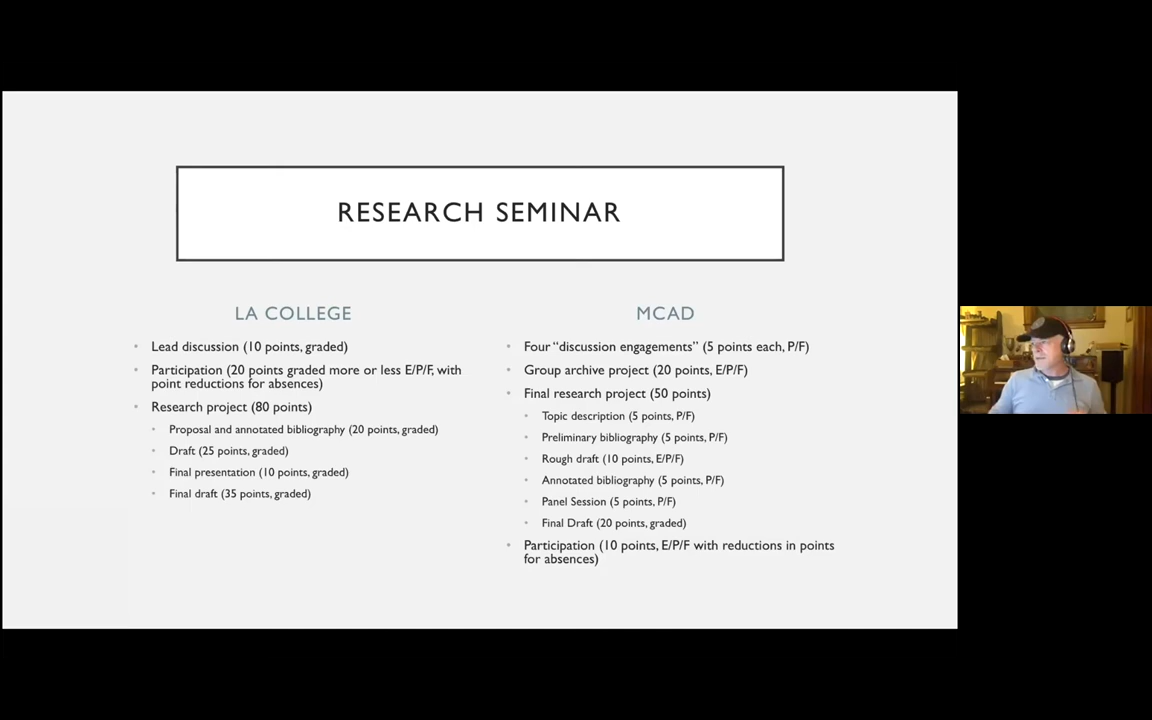 RESEARCH SEMINAR
LA COLLEGE
• Lead discussion (10 points, graded)
• Participation (20 points graded more or less E/P/F, with
point reductions for absences)
• Research project (80 points)
• Proposal and annotated bibliography (20 points, graded)
• Draft (25 points, graded)
• Final presentation (10 points, graded)
• Final draft (35 points, graded)
MCAD
• Four “discussion engagements” (5 points each, P/F)
• Group archive project (20 points, E/P/F)
• Final research project (50 points)
• Topic description (5 points, P/F)
• Preliminary bibliography (5 points, P/F)
• Rough draft (10 points, E/P/F)
• Annotated bibliography (5 points, P/F)
• Panel Session (5 points, P/F)
• Final Draft (20 points, graded)
• Participation (10 points, E/P/F with reductions in points
for absences)